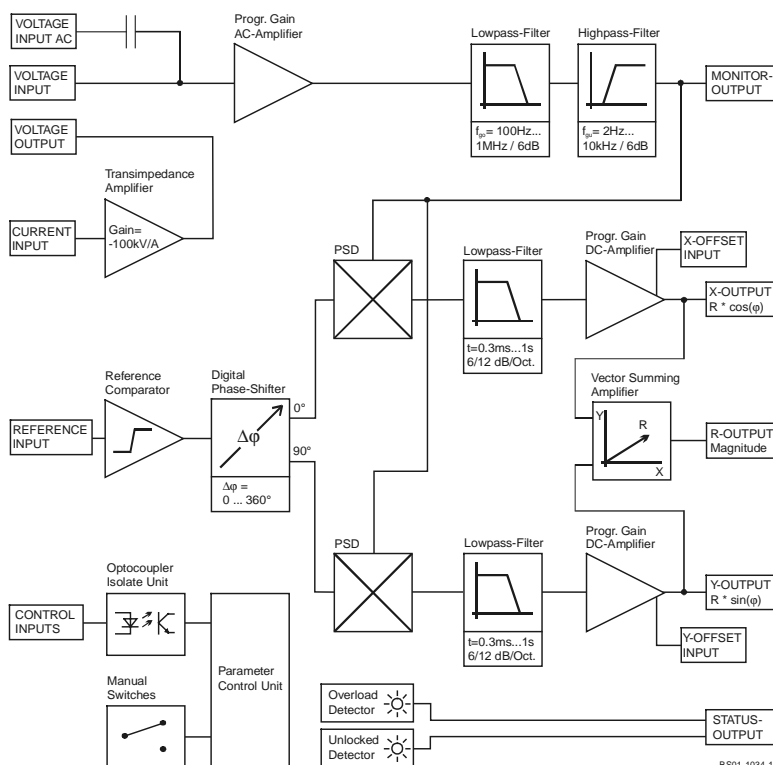 VOLTAGE
INPUT AC
Progr. Gain
AC-Amplifier
Lowpass-Filter
Highpass-Filter
VOLTAGE
INPUT
MONITOR-
OUTPUT
VOLTAGE
OUTPUT
fgo= 100Hz...
1MHz / 6dB
fgu= 2Hz...
10kHz / 6dB
Transimpedance
Amplifier
CURRENT
INPUT
Gain=
-100kV/A
PSD
Lowpass-Filter
Progr. Gain
DC-Amplifier
X-OFFSET
INPUT
X-OUTPUT
R * cos(φ)
t=0.3ms...1s
6/12 dB/Oct.
Reference
Comparator
Digital
Phase-Shifter
Vector Summing
Amplifier
0°
REFERENCE
INPUT
Δφ
90°
Y
R
X
R-OUTPUT
Magnitude
Δφ =
0 ... 360°
PSD
Lowpass-Filter
Progr. Gain
DC-Amplifier
Optocoupler
Isolate Unit
CONTROL
INPUTS
Y-OUTPUT
R * sin(φ)
t=0.3ms...1s
6/12 dB/Oct.
Y-OFFSET
INPUT
Manual
Switches
Parameter
Control Unit
Overload
Detector
Unlocked
Detector
STATUS-
OUTPUT
BS01-1034-1